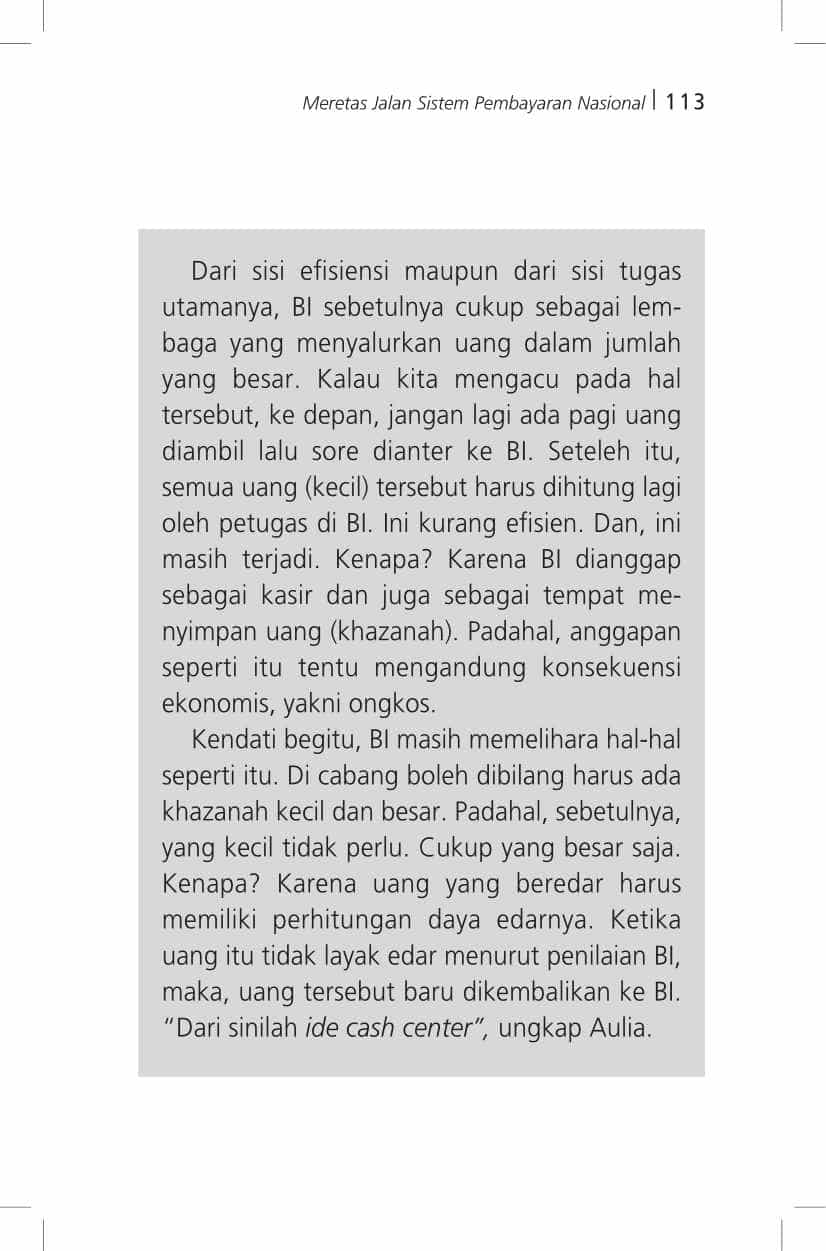 Meretas Jalan Sistem Pembayaran Nasional | 113
Dari sisi efisiensi maupun dari sisi tugas
utamanya, BI sebetulnya cukup sebagai lem-
baga yang menyalurkan uang dalam jumlah
yang besar. Kalau kita mengacu pada hal
tersebut, ke depan, jangan lagi ada pagi uang
diambil lalu sore dianter ke BI. Seteleh itu,
semua uang (kecil) tersebut harus dihitung lagi
oleh petugas di BI. Ini kurang efisien. Dan, ini
masih terjadi. Kenapa? Karena BI dianggap
sebagai kasir dan juga sebagai tempat me-
nyimpan uang (khazanah). Padahal, anggapan
seperti itu tentu mengandung konsekuensi
ekonomis, yakni ongkos.
Kendati begitu, BI masih memelihara hal-hal
seperti itu. Di cabang boleh dibilang harus ada
khazanah kecil dan besar. Padahal, sebetulnya,
yang kecil tidak perlu. Cukup yang besar saja.
Kenapa? Karena uang yang beredar harus
memiliki perhitungan daya edarnya. Ketika
uang itu tidak layak edar menurut penilaian BI,
maka, uang tersebut baru dikembalikan ke BI.
“Dari sinilah ide cash center”, ungkap Aulia.